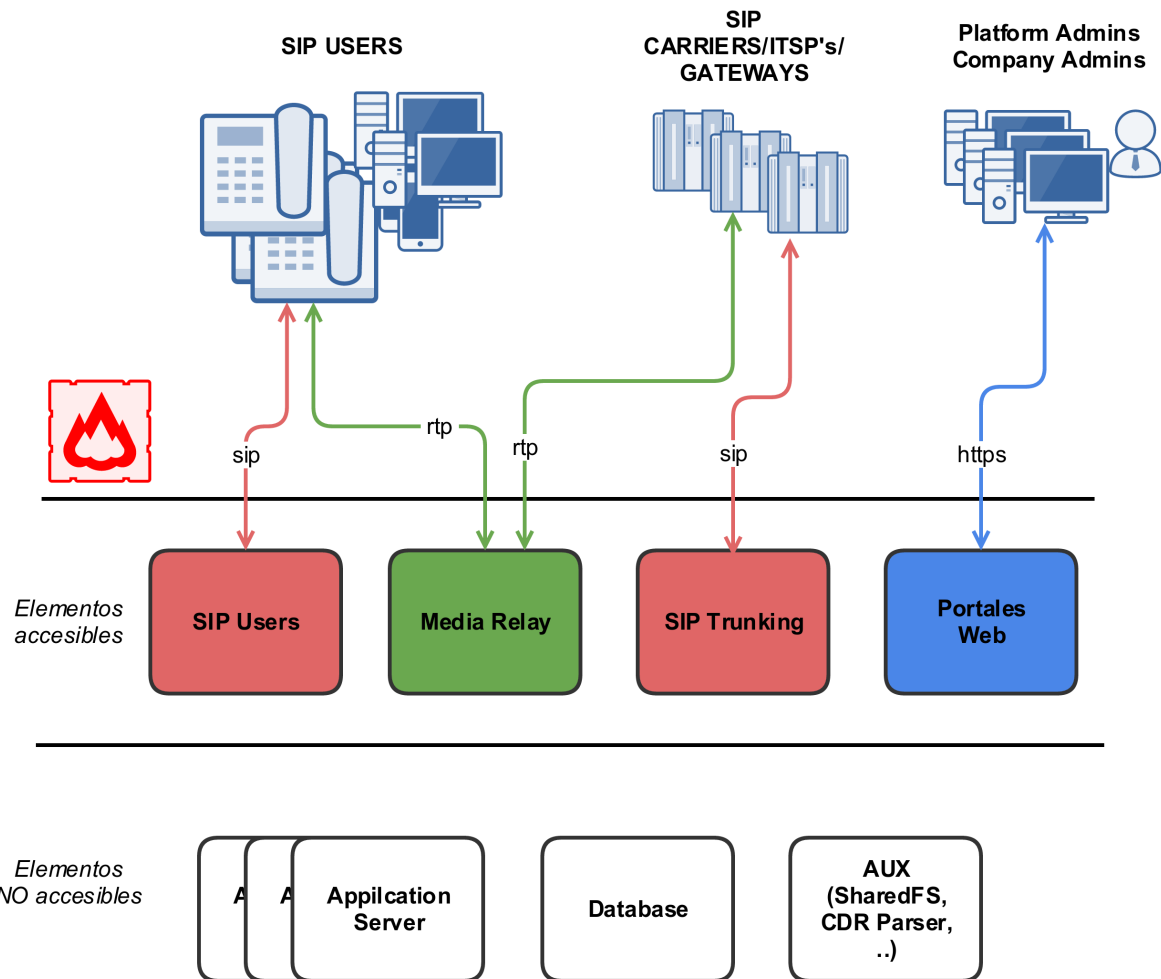 SIP USERS
SIP
CARRIERS/ITSP's/
GATEWAYS
Platform Admins
Company Admins
rtp
rtp
sip
sip
https
Elementos
accesibles
SIP Users
Media Relay
SIP Trunking
Portales
Web
Elementos
NO accesibles
A
A
Appilcation
Server
Database
AUX
(SharedFS,
CDR Parser,
..)